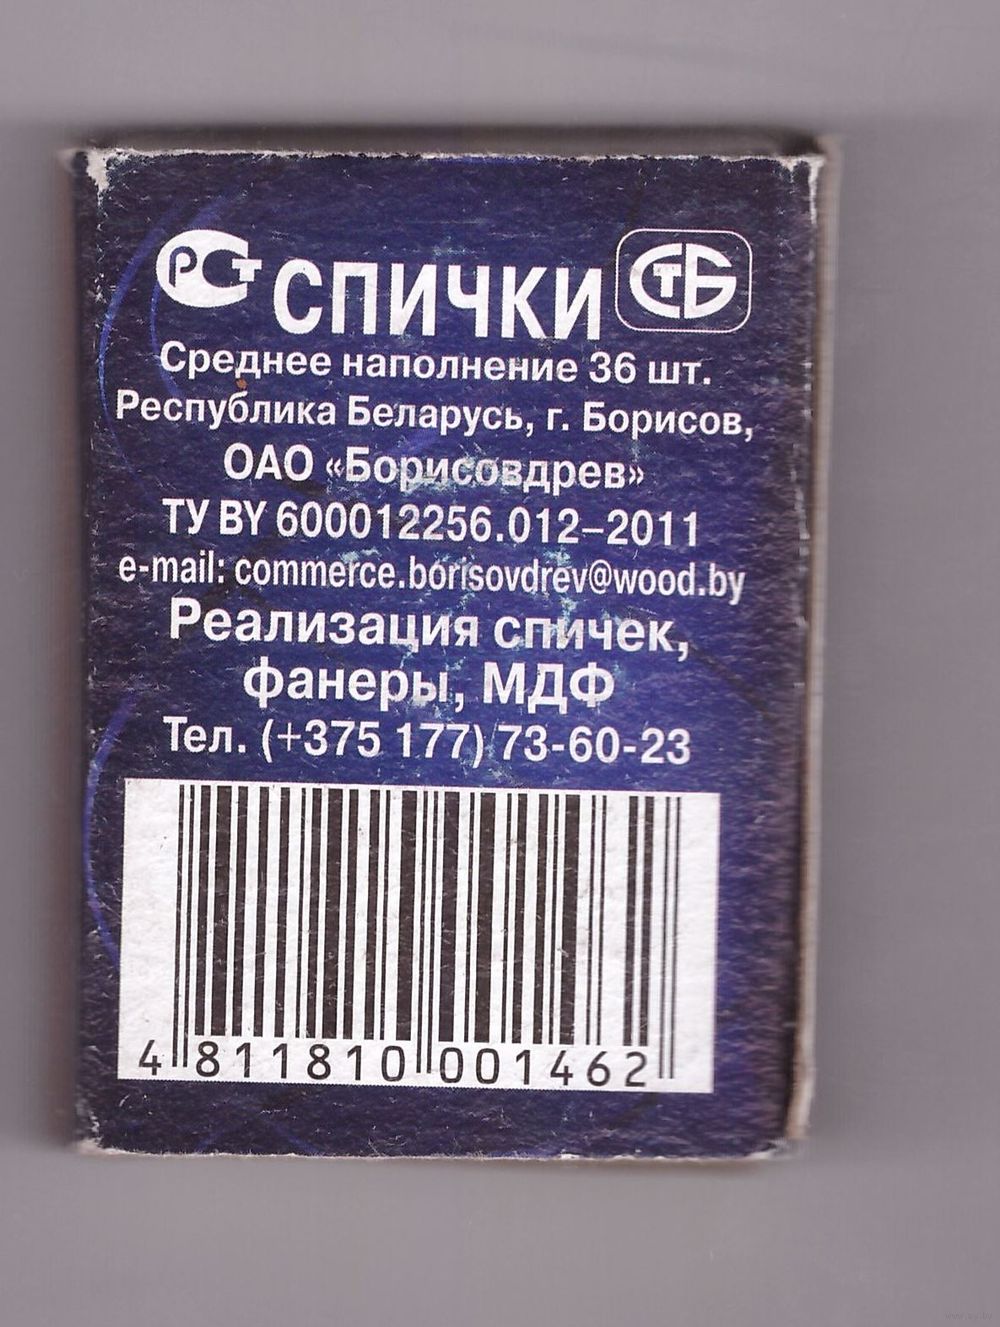 РСТ СПИЧКИ СТБ
Среднее наполнение 36 шт.
Республика Беларусь, г. Борисов,
ОАО «Борисовдрев»
ТУ BY 600012256.012–2011
e-mail: commerce.borisovdrev@wood.by
Реализация спичек,
фанеры, МДФ
Тел. (+375 177) 73-60-23
4 811810 001462